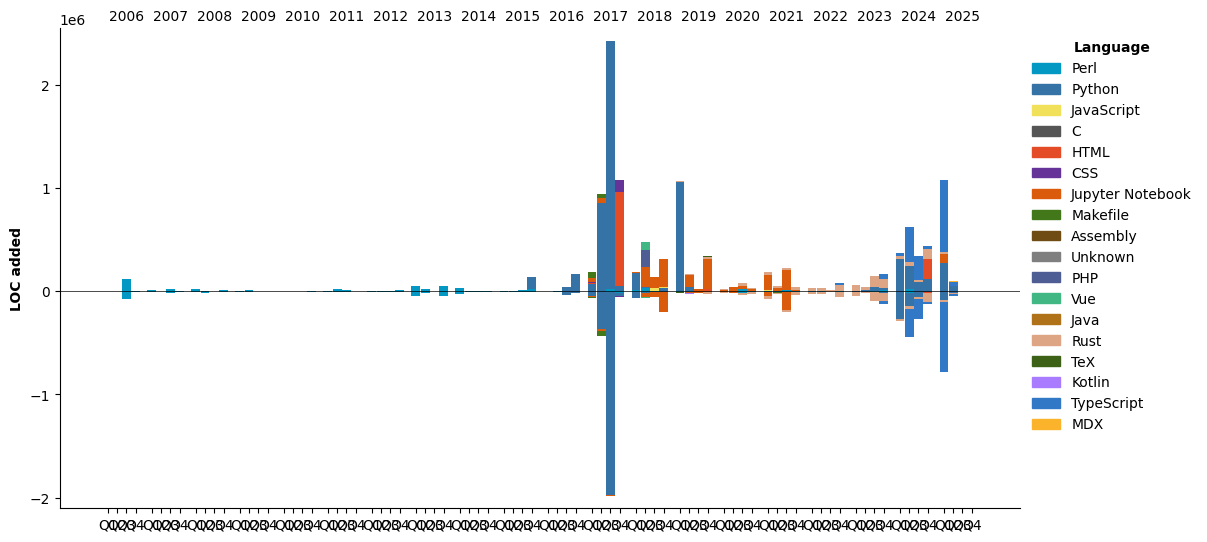 2006 2007 2008 2009 2010 2011 2012 2013 2014 2015 2016 2017 2018 2019 2020 2021 2022 2023 2024 2025
1e6
Language
Perl
Python
JavaScript
C
HTML
CSS
Jupyter Notebook
Makefile
Assembly
Unknown
PHP
Vue
Java
Rust
TeX
Kotlin
TypeScript
MDX
2
1
0
−1
−2
LOC added